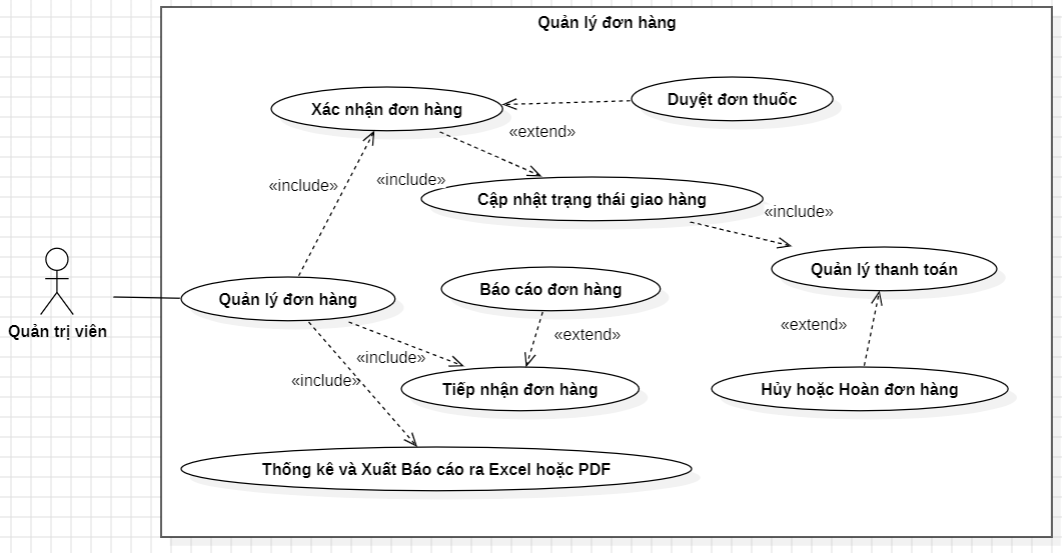 Quản lý đơn hàng
Xác nhận đơn hàng
Duyệt đơn thuốc
«extend»
«include»
«include»
Cập nhật trạng thái giao hàng
«include»
Quản lý thanh toán
Quản lý đơn hàng
Báo cáo đơn hàng
Quản trị viên
«extend»
«extend»
«include»
«include»
Tiếp nhận đơn hàng
Hủy hoặc Hoàn đơn hàng
Thống kê và Xuất Báo cáo ra Excel hoặc PDF